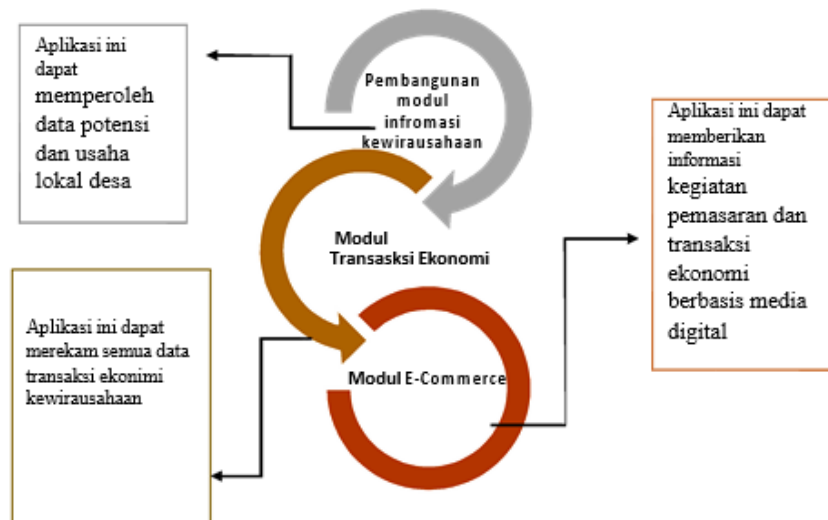 Aplikasi ini
dapat
memperoleh
data potensi
dan usaha
lokal desa
Pembangunan
modul
infromasi
kewirausahaan
Aplikasi ini dapat
memberikan
informasi
kegiatan
pemasaran dan
transaksi
ekonomi
berbasis media
digital
Modul
Transasksi Ekonomi
Aplikasi ini dapat
merekam semua data
transaksi ekonimi
kewirausahaan
Modul E-Commerce